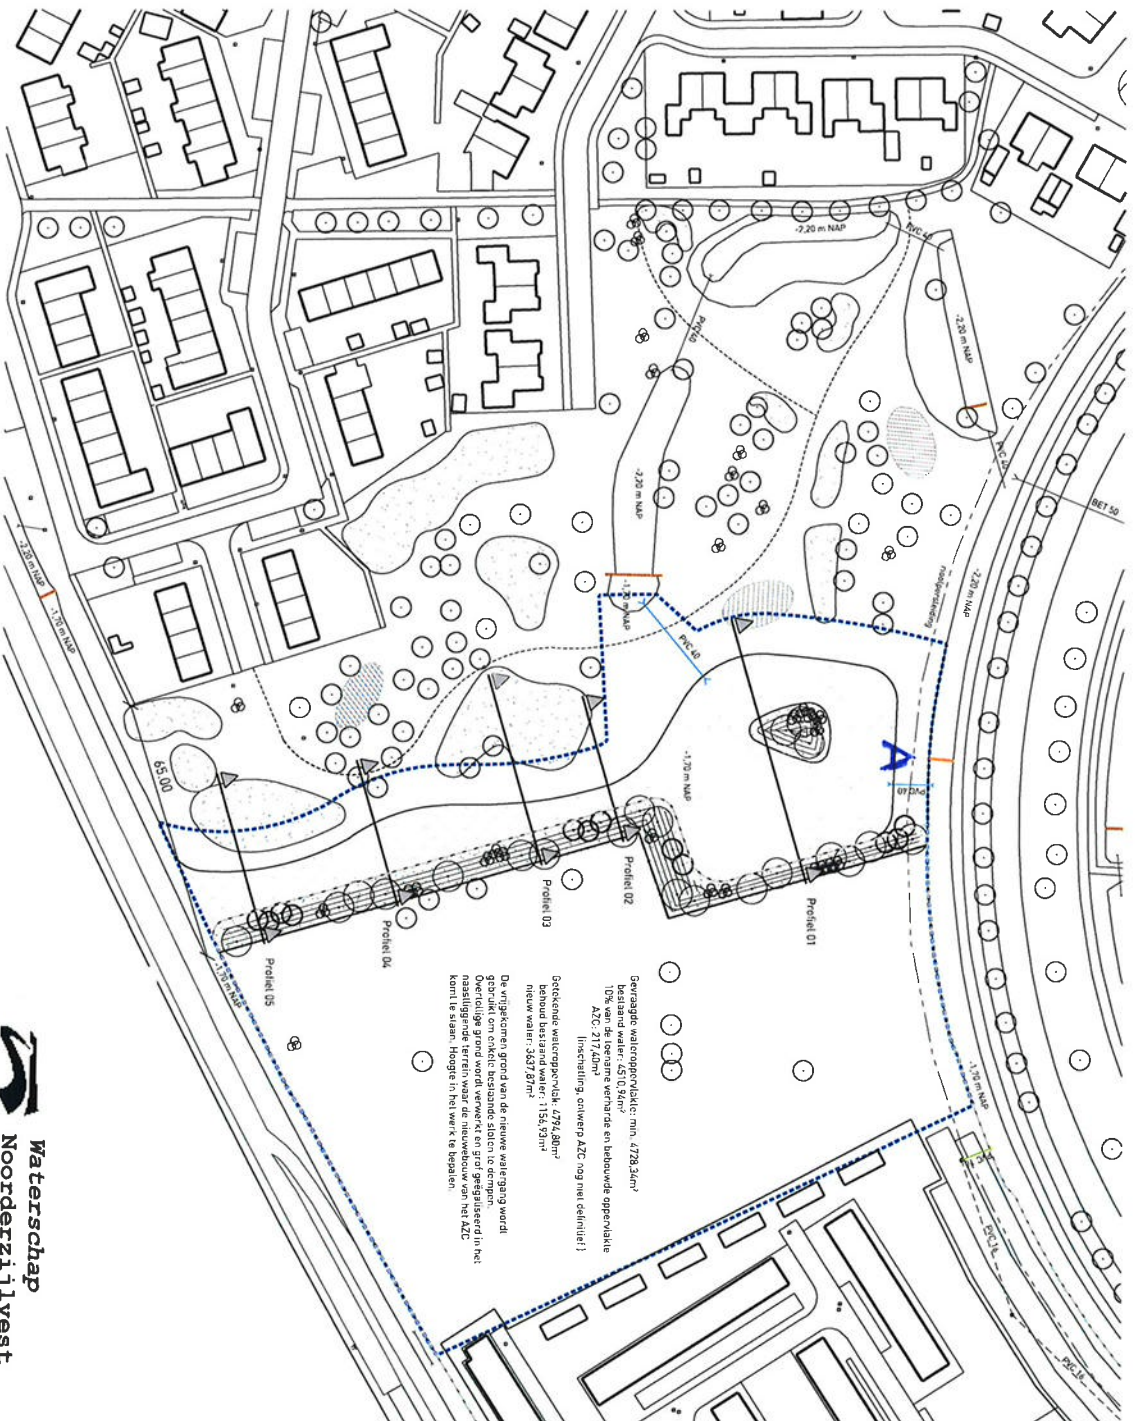 -2,20 m NAP
PVC 40
-2,20 m NAP
PVC 40
PVC 40
BET 50
-2,20 m NAP
-2,20 m NAP
-1,70 m NAP
PVC 40
-2,20 m NAP
-1,70 m NAP
65.00
-1,70 m NAP
A
PVC 40
Profiel 01
Profiel 02
Profiel 03
Profiel 04
Profiel 05
-1,70 m NAP
-1,70 m NAP
PVC 16
PVC 16
Gevraagde wateroppervlakte: min. 4728,34m²
bestaand water: 4510,94m²
10% van de toename verharde en bebouwde oppervlakte
AZC: 217,40m²
(inschatting, ontwerp AZC nog niet definitief)
Getekende wateroppervlak: 4794,80m²
behoud bestaand water: 1156,93m²
nieuw water: 3637,87m²
De vrijgekomen grond van de nieuwe watergang wordt
gebruikt om enkele bestaande sloten te dempen.
Overtollige grond wordt verwerkt en grof geëgaliseerd in het
naastliggende terrein waar de nieuwbouw van het AZC
komt te staan. Hoogte in het werk te bepalen.
Waterschap
Noorderzijlvest